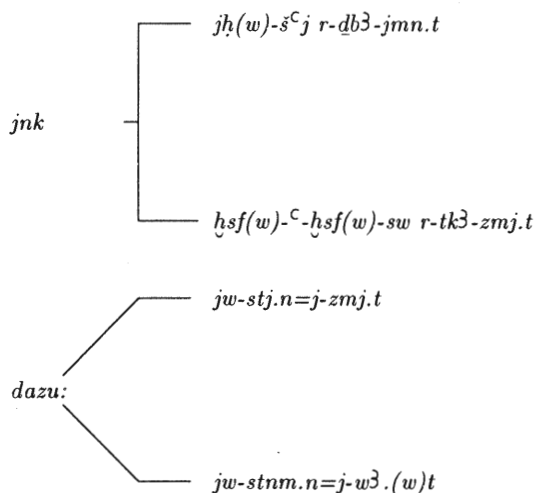 jḥ(w)-šꜥj r-ḏbꜣ-jmn.t
jnk
ḫsf(w)-ꜥ-ḫsf(w)-sw r-tkꜣ-zmj.t
jw-stj.n=j-zmj.t
dazu:
jw-stnm.n=j-wꜣ.(w)t